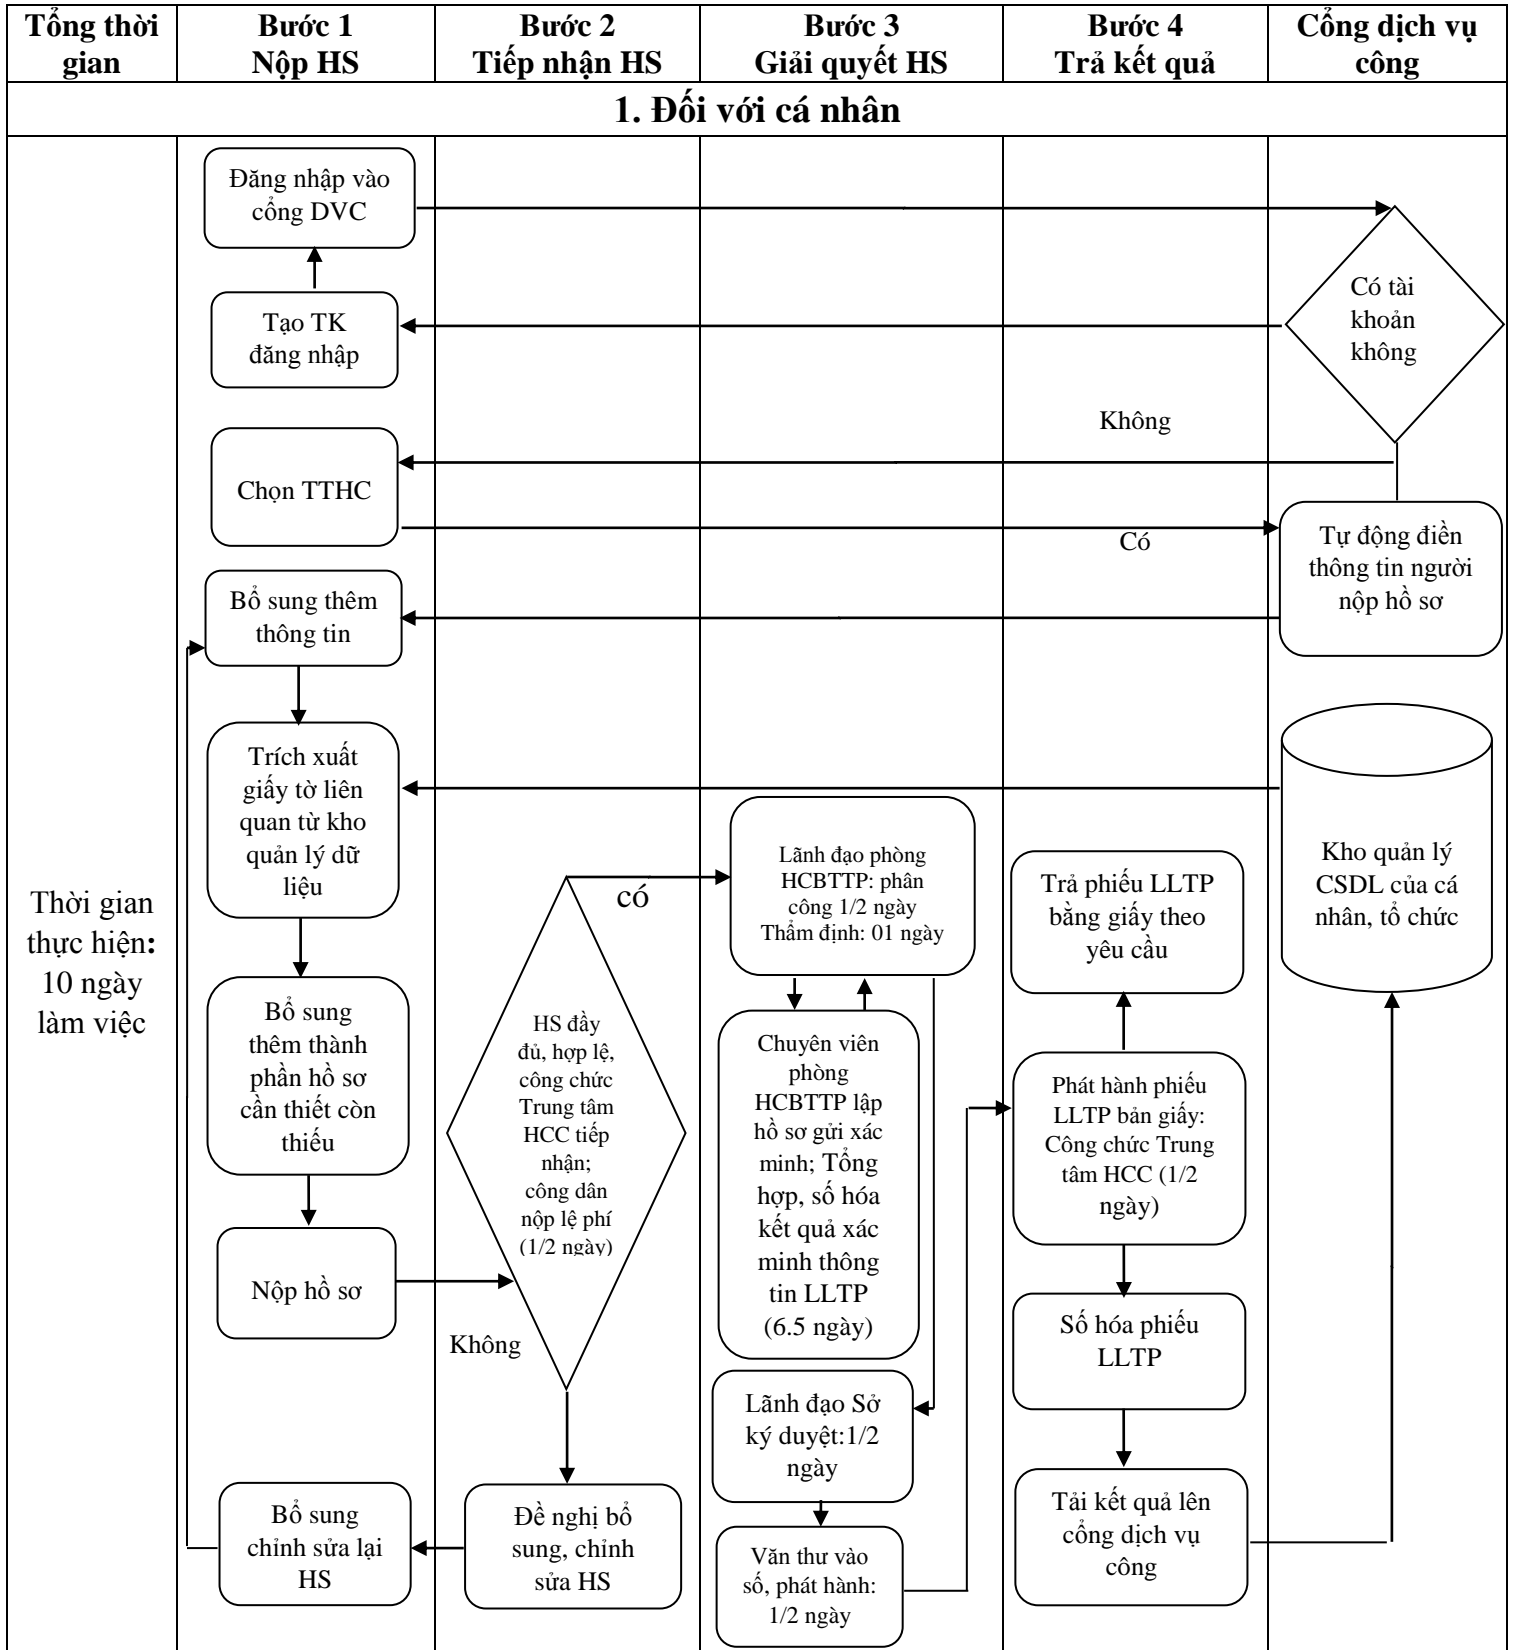 Tổng thời
gian
Bước 1
Nộp HS
Bước 2
Tiếp nhận HS
Bước 3
Giải quyết HS
Bước 4
Trả kết quả
Cổng dịch vụ
công
1. Đối với cá nhân
Thời gian
thực hiện:
10 ngày
làm việc
Đăng nhập vào
cổng DVC
Tạo TK
đăng nhập
Có tài
khoản
không
Không
Chọn TTHC
Có
Tự động điền
thông tin người
nộp hồ sơ
Bổ sung thêm
thông tin
Trích xuất
giấy tờ liên
quan từ kho
quản lý dữ
liệu
Kho quản lý
CSDL của cá
nhân, tổ chức
Bổ sung
thêm thành
phần hồ sơ
cần thiết còn
thiếu
Nộp hồ sơ
HS đầy
đủ, hợp lệ,
công chức
Trung tâm
HCC tiếp
nhận;
công dân
nộp lệ phí
(1/2 ngày)
có
Không
Đề nghị bổ
sung, chỉnh
sửa HS
Bổ sung
chỉnh sửa lại
HS
Lãnh đạo phòng
HCBTTP: phân
công 1/2 ngày
Thẩm định: 01 ngày
Chuyên viên
phòng
HCBTTP lập
hồ sơ gửi xác
minh; Tổng
hợp, số hóa
kết quả xác
minh thông
tin LLTP
(6.5 ngày)
Lãnh đạo Sở
ký duyệt:1/2
ngày
Văn thư vào
số, phát hành:
1/2 ngày
Trả phiếu LLTP
bằng giấy theo
yêu cầu
Phát hành phiếu
LLTP bản giấy:
Công chức Trung
tâm HCC (1/2
ngày)
Số hóa phiếu
LLTP
Tải kết quả lên
cổng dịch vụ
công